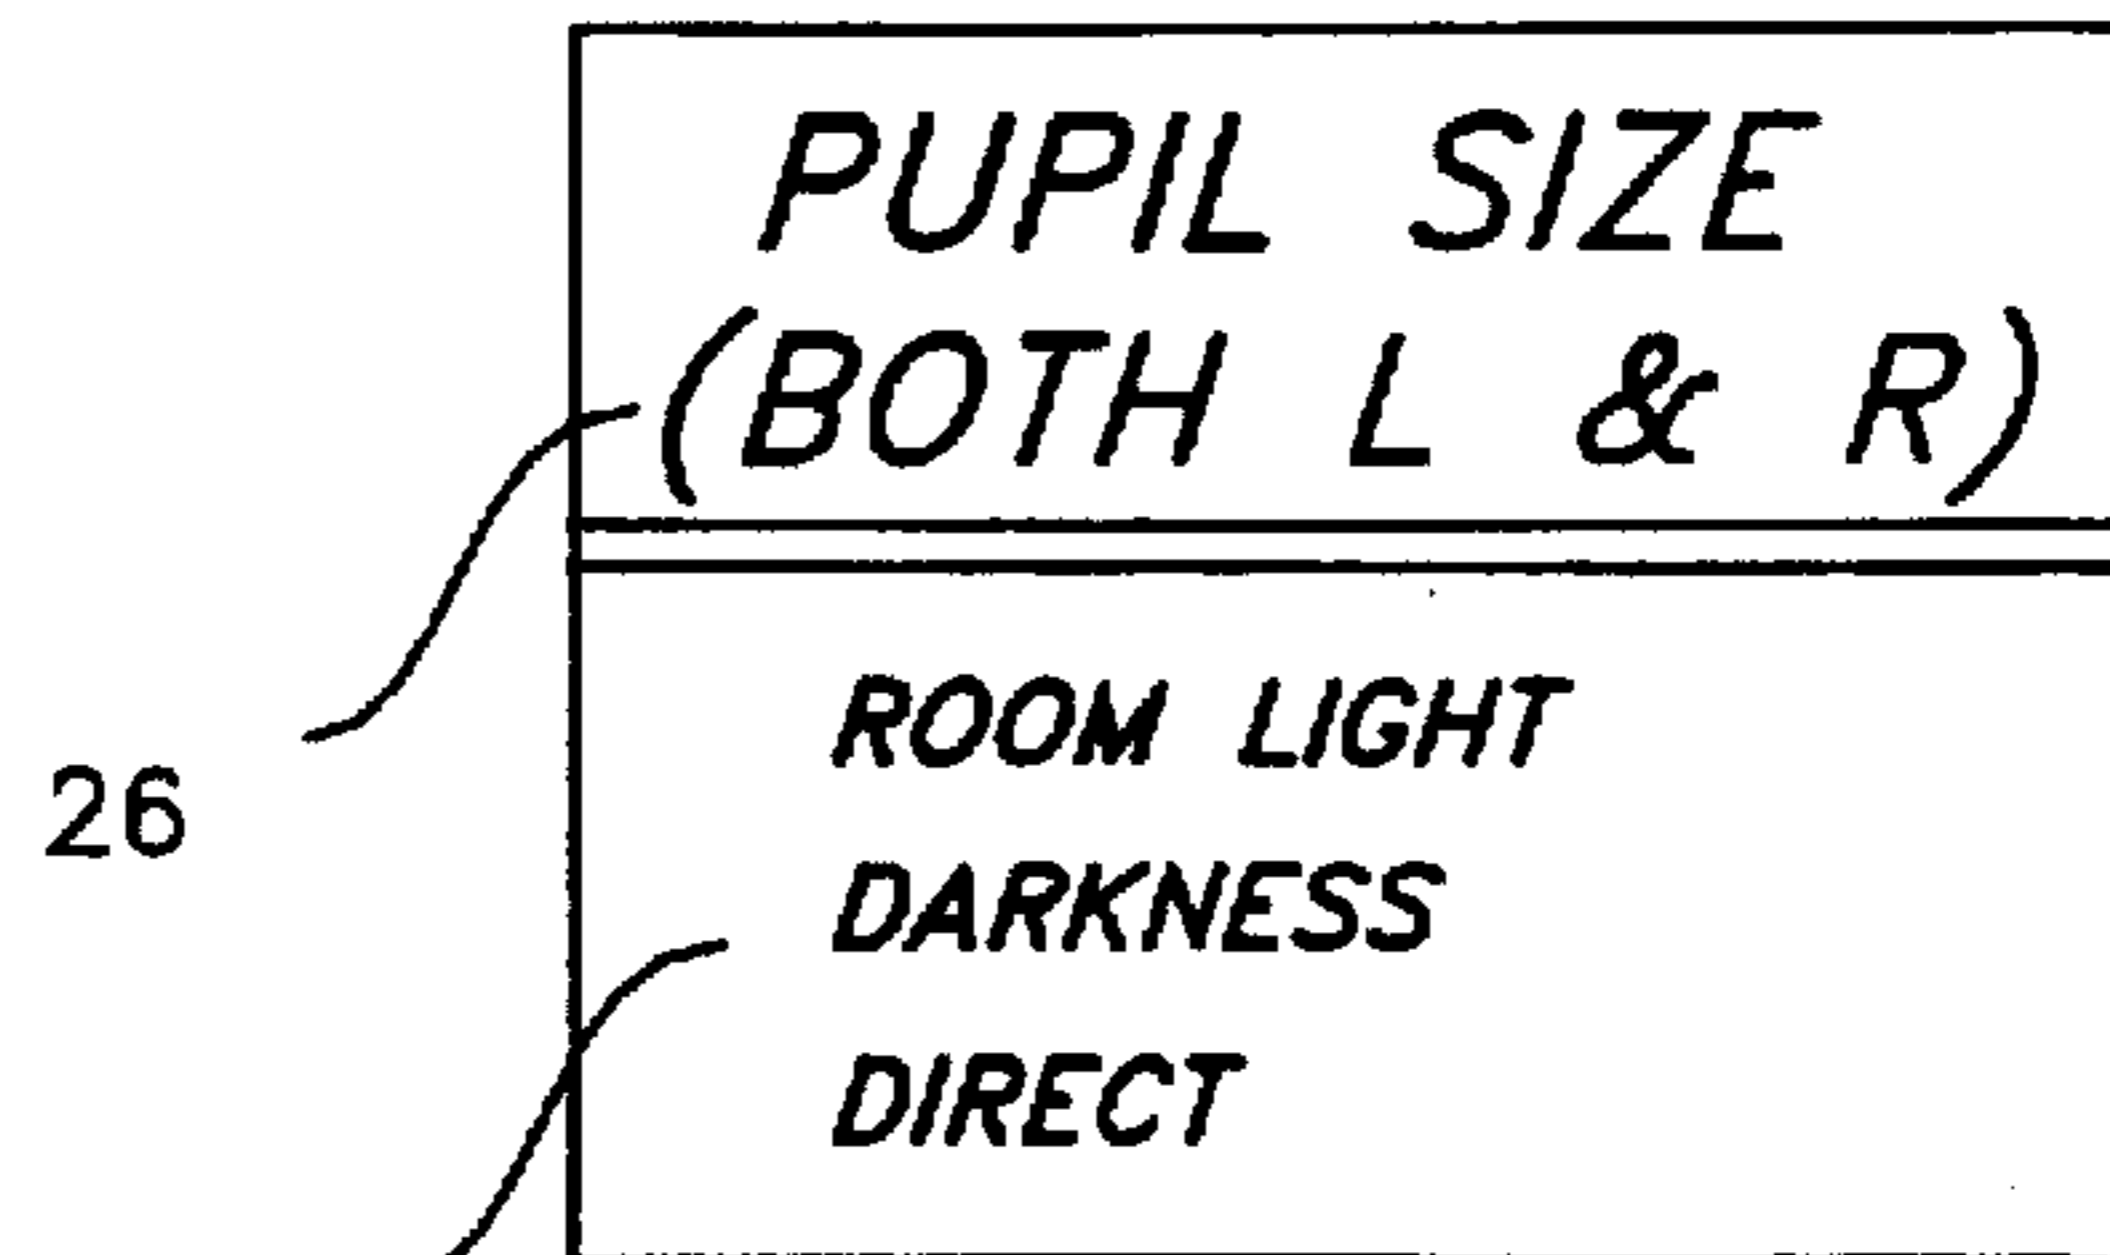 PUPIL SIZE
(BOTH L & R)
26
ROOM LIGHT
DARKNESS
DIRECT